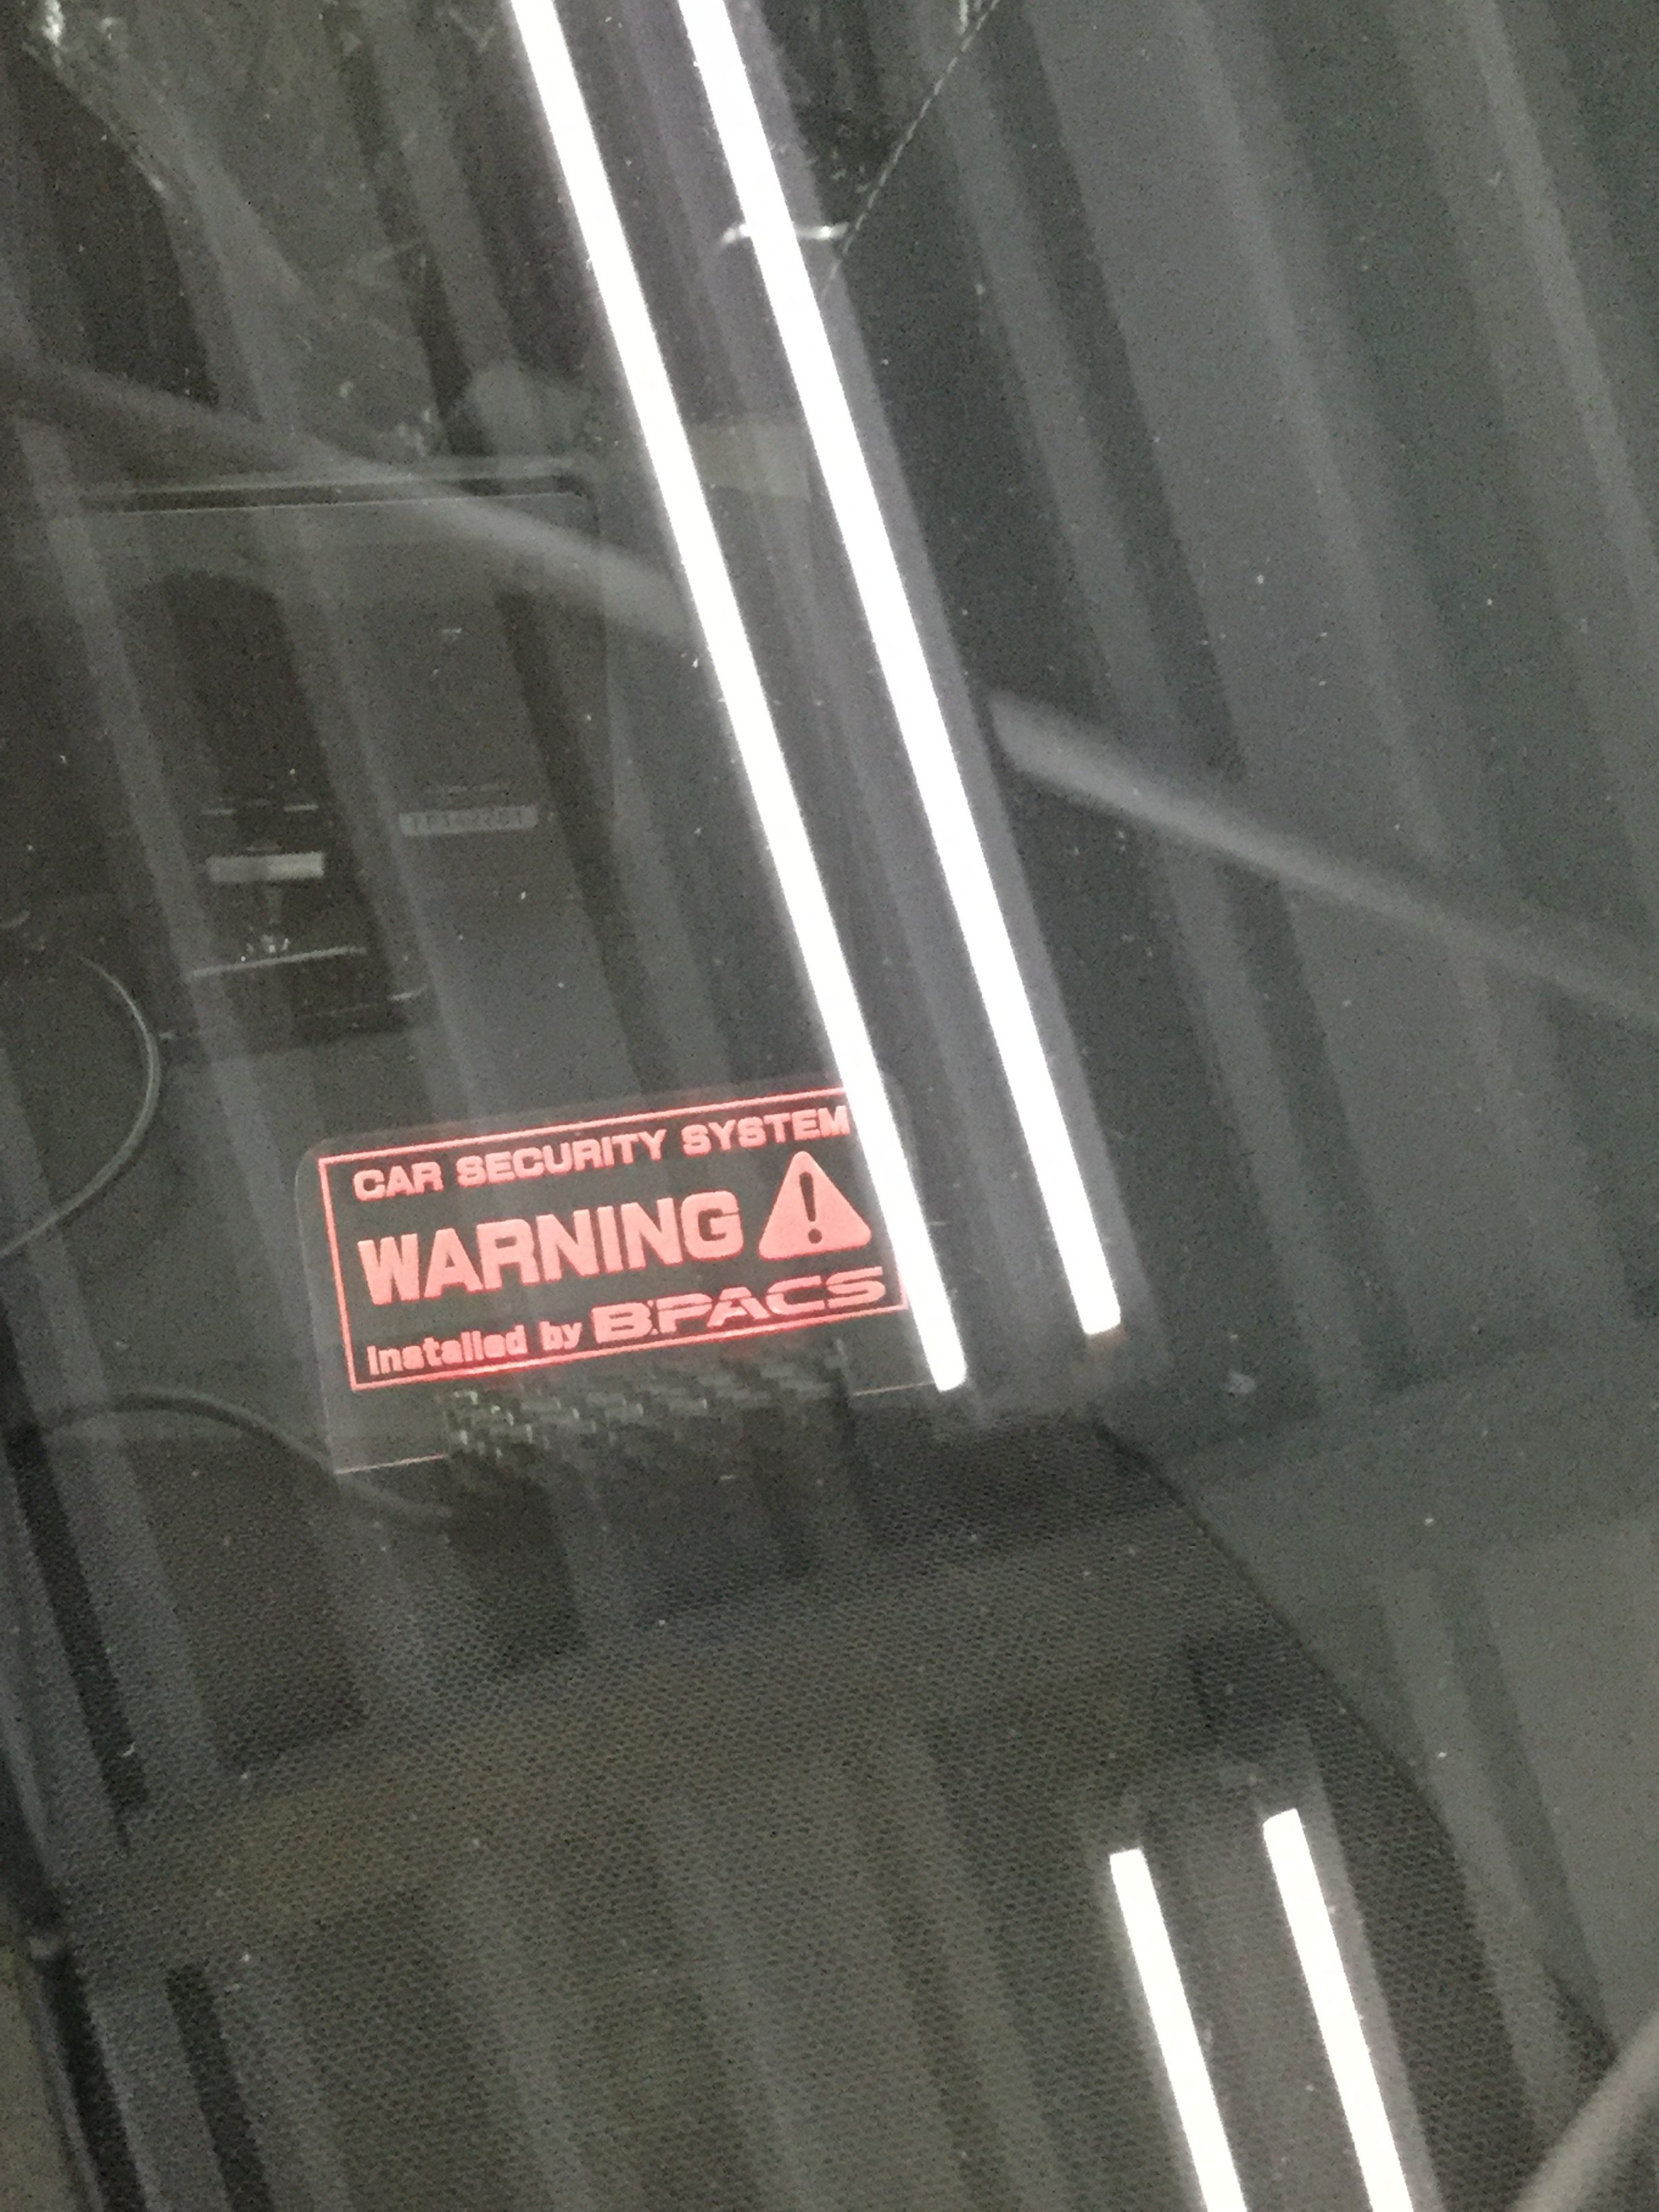 CAR SECURITY SYSTEM
WARNING
Installed by B.PACS